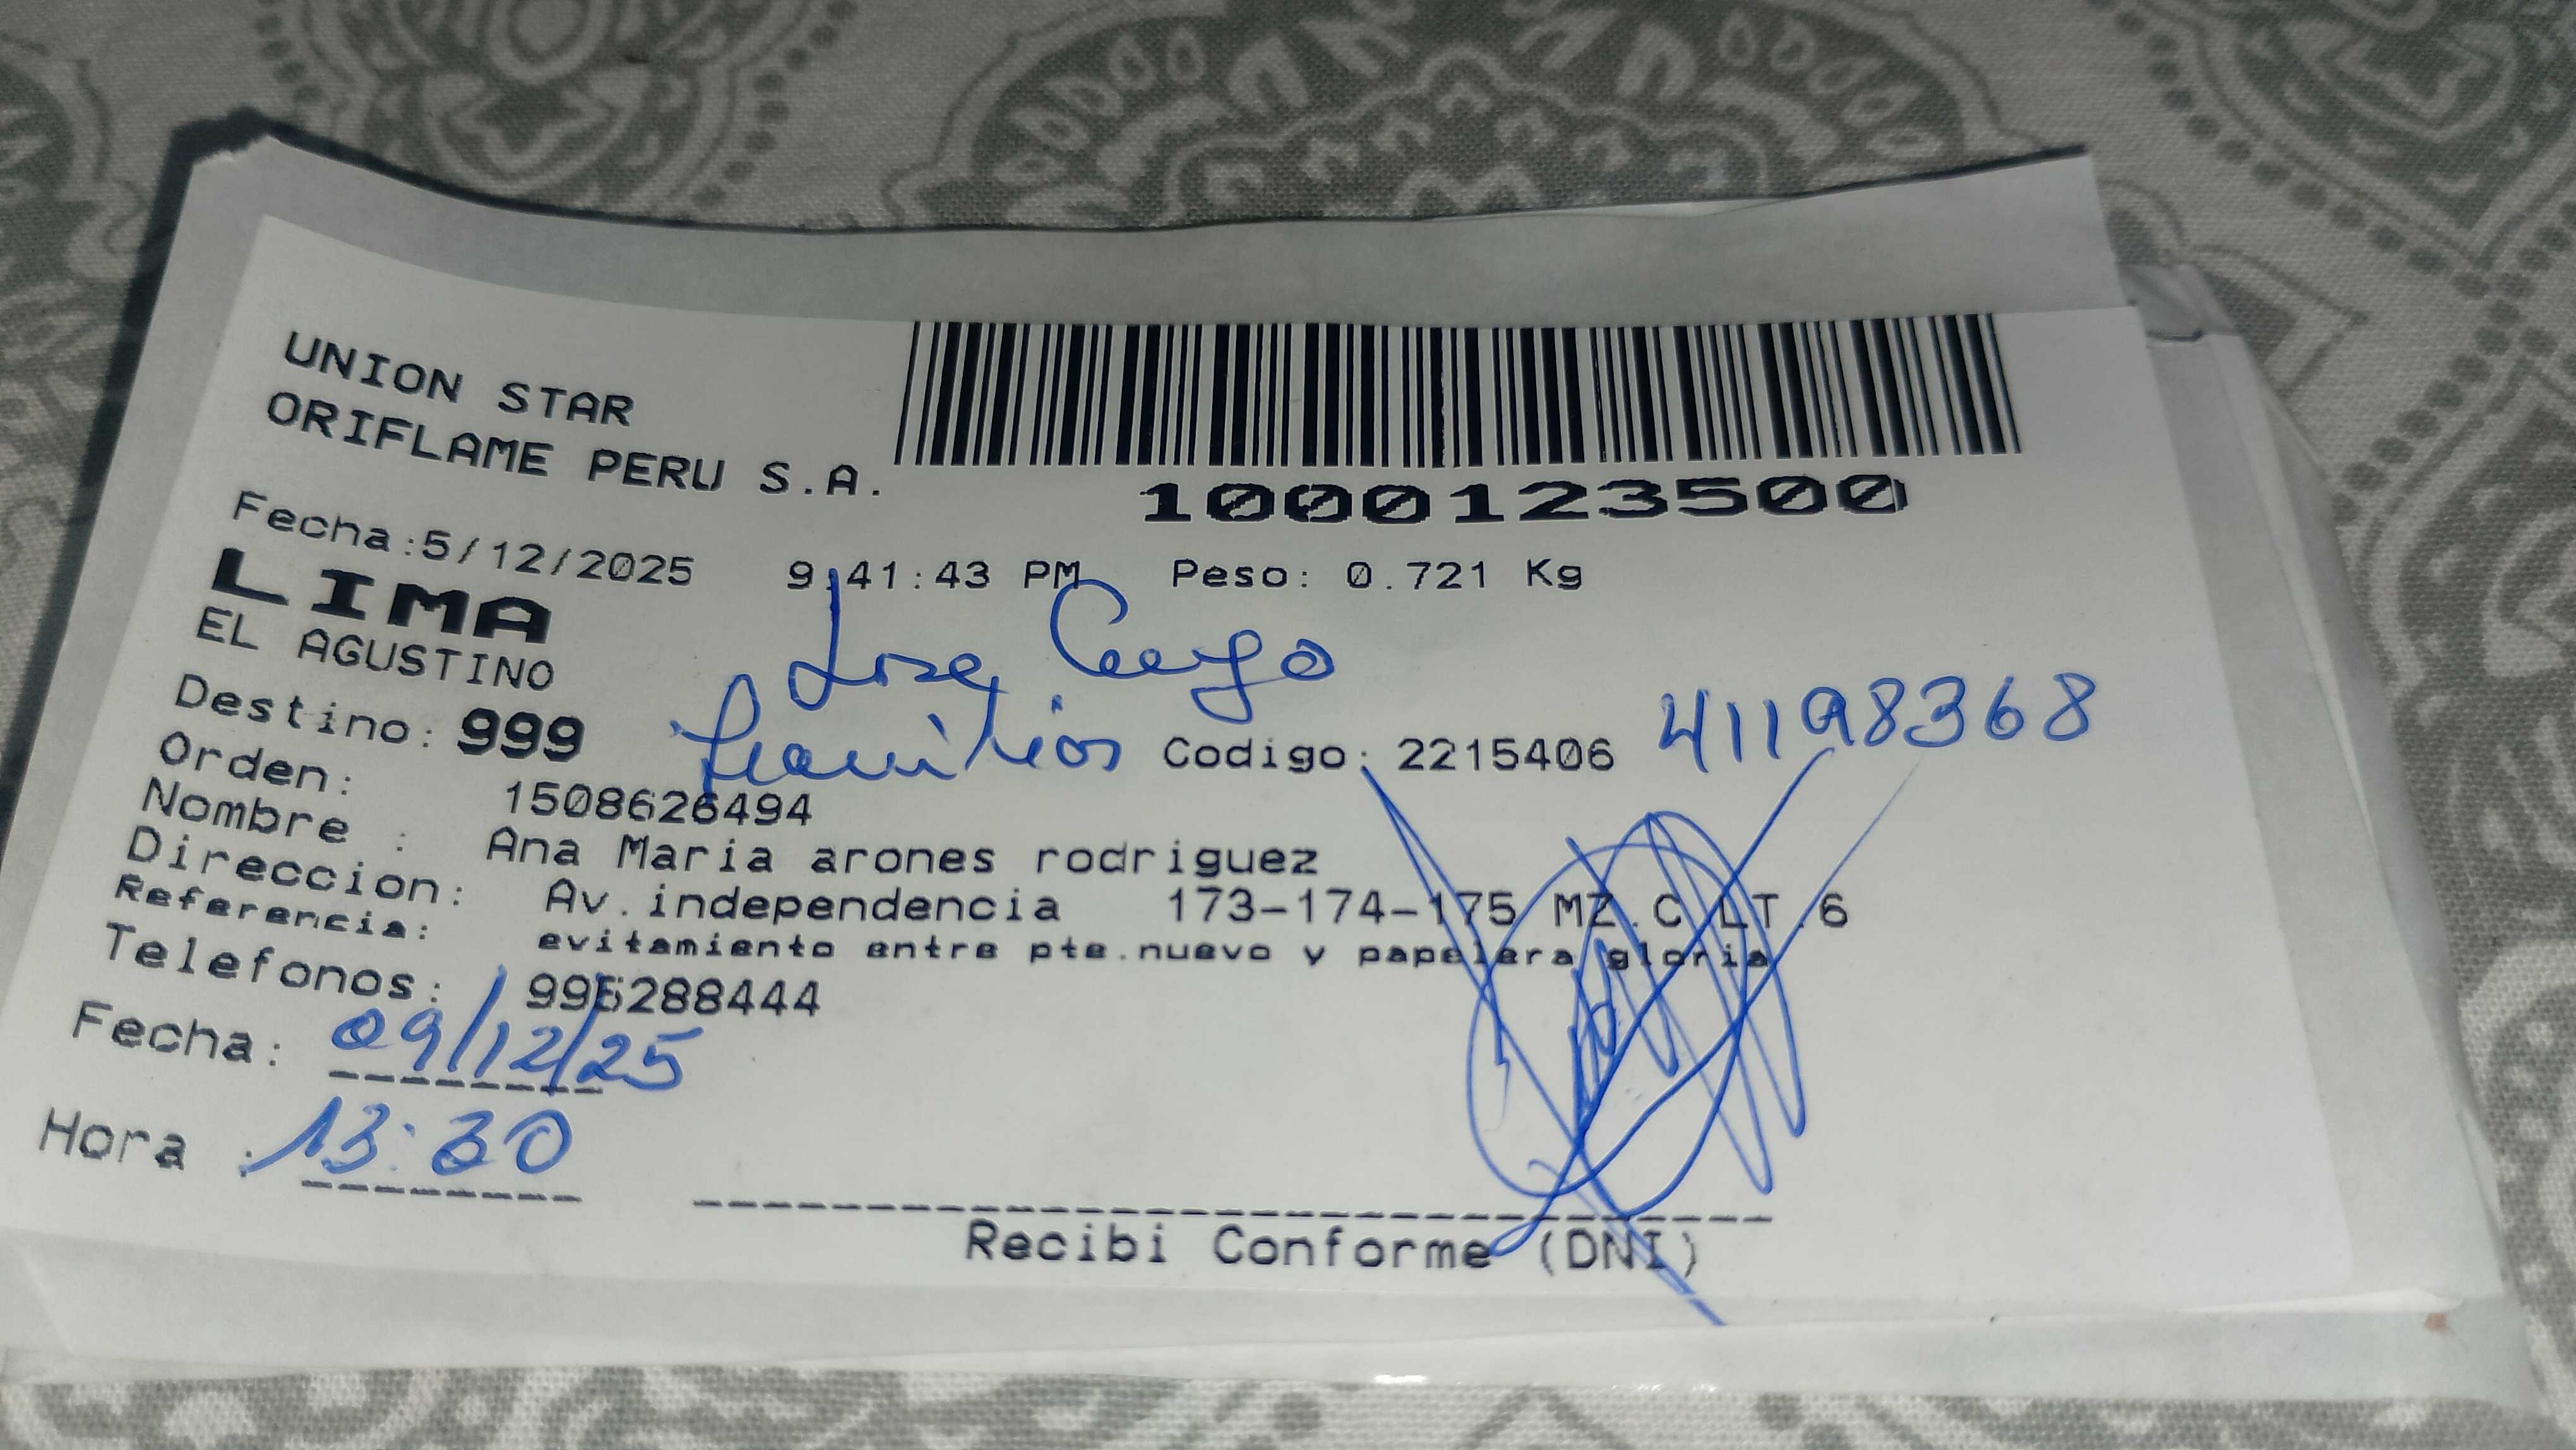 UNION STAR
ORIFLAME PERU S.A.
1000123500
Fecha:5/12/2025 9:41:43 PM Peso: 0.721 Kg
LIMA
EL AGUSTINO
Jose
Destino: 999
41198368
Codigo: 2215406
Orden: 1508626494
Nombre : Ana Maria arones rodriguez
Direccion: Av.independencia 173-174-175 MZ.C LT.6
Referencia: evitamiento entre pte.nuevo y papelera gloria
Telefonos: 995288444
Fecha: 09/12/25
Hora : 13:30
Recibi Conforme (DNI)